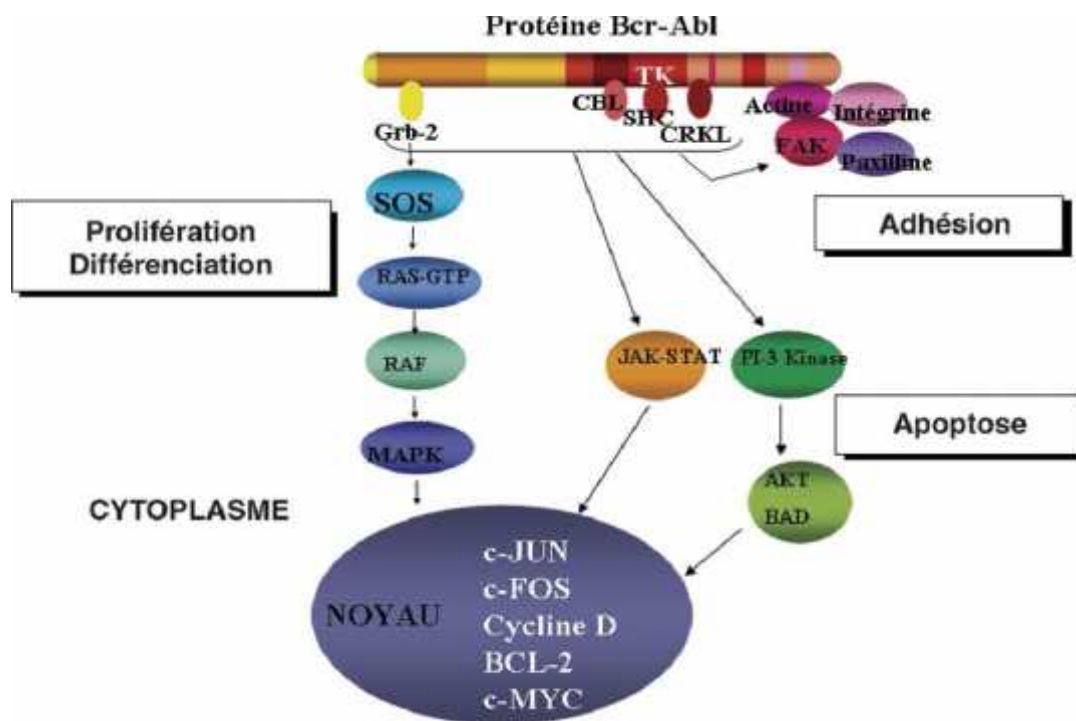 Protéine Bcr-Abl
TK
CBL
SHC
CRKL
Grb-2
Actine
Intégrine
FAK
Paxilline
SOS
Prolifération
Différenciation
Adhésion
RAS-GTP
RAF
JAK-STAT
PI-3 Kinase
Apoptose
MAPK
AKT
BAD
CYTOPLASME
NOYAU
c-JUN
c-FOS
Cycline D
BCL-2
c-MYC